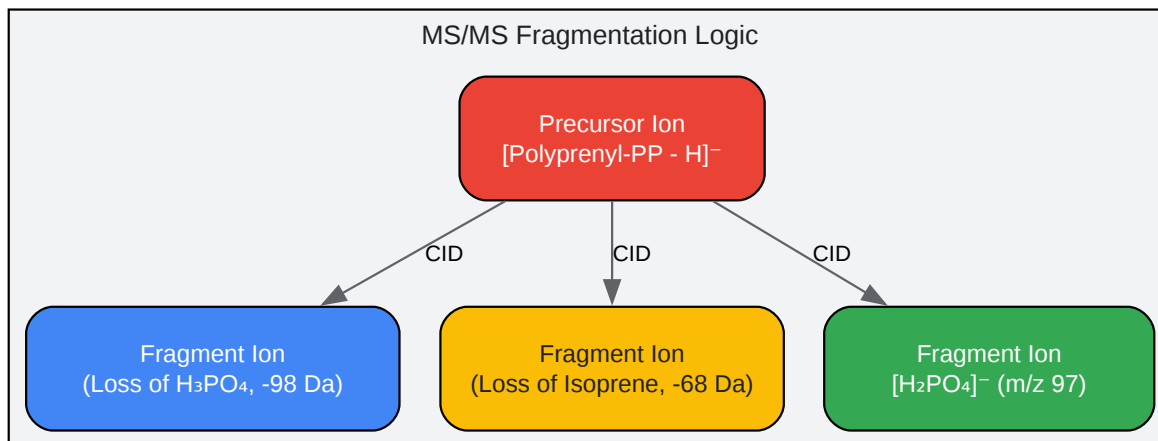 MS/MS Fragmentation Logic
Precursor Ion
[Polyprenyl-PP - H]⁻
CID
CID
CID
Fragment Ion
(Loss of H₃PO₄, -98 Da)
Fragment Ion
(Loss of Isoprene, -68 Da)
Fragment Ion
[H₂PO₄]⁻ (m/z 97)